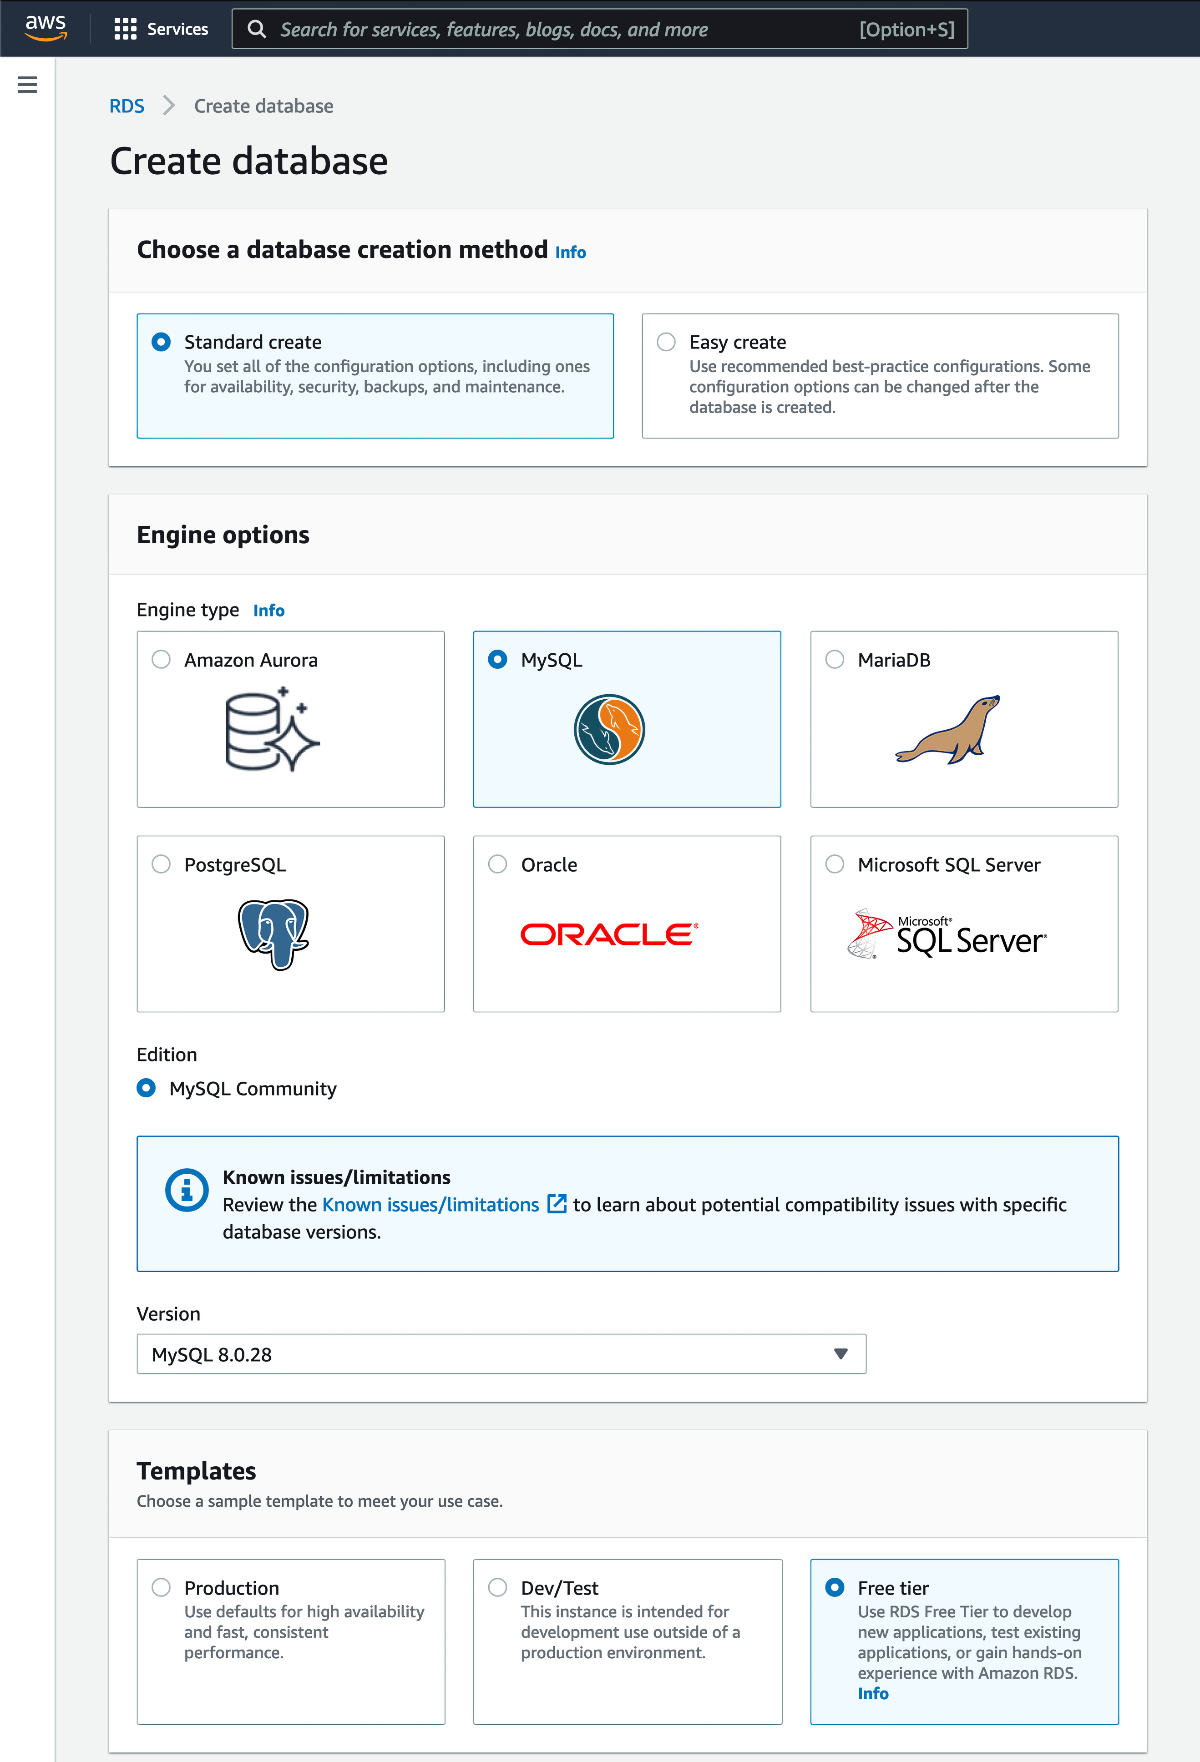 aws
Services
Search for services, features, blogs, docs, and more
[Option+S]
RDS
Create database
Create database
Choose a database creation method Info
Standard create
You set all of the configuration options, including ones
for availability, security, backups, and maintenance.
Easy create
Use recommended best-practice configurations. Some
configuration options can be changed after the
database is created.
Engine options
Engine type Info
Amazon Aurora
MySQL
MariaDB
PostgreSQL
Oracle
ORACLE®
Microsoft SQL Server
Microsoft®
SQL Server®
Edition
MySQL Community
Known issues/limitations
Review the Known issues/limitations to learn about potential compatibility issues with specific
database versions.
Version
MySQL 8.0.28
Templates
Choose a sample template to meet your use case.
Production
Use defaults for high availability
and fast, consistent
performance.
Dev/Test
This instance is intended for
development use outside of a
production environment.
Free tier
Use RDS Free Tier to develop
new applications, test existing
applications, or gain hands-on
experience with Amazon RDS.
Info